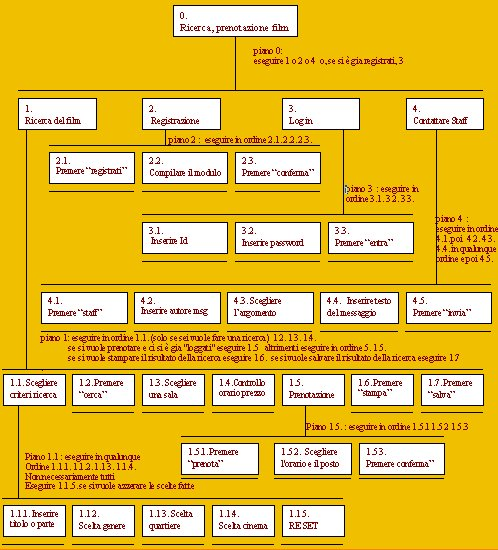 0.
Ricerca, prenotazione film
piano 0:
eseguire 1 o 2 o 4 o, se si è gia registrati, 3
1.
Ricerca del film
2.
Registrazione
3.
Log in
4.
Contattare Staff
piano 2 : eseguire in ordine 2.1. 2.2. 2.3.
2.1.
Premere “registrati”
2.2.
Compilare il modulo
2.3.
Premere “conferma”
piano 3 : eseguire in
ordine 3.1. 3.2. 3.3.
3.1.
Inserire Id
3.2.
Inserire password
3.3.
Premere “entra”
piano 4 :
eseguire in ordine
4.1. poi 4.2. 4.3.
4.4. in qualunque
ordine e poi 4.5.
4.1.
Premere “staff”
4.2.
Inserire autore msg
4.3. Scegliere
l'argomento
4.4. Inserire testo
del messaggio
4.5.
Premere “invia”
piano 1: eseguire in ordine 1.1. (solo se se si vuole fare una ricerca) 1.2. 1.3. 1.4.
se si vuole prenotare e ci si è gia "loggati" eseguire 1.5 altrimenti eseguire in ordine 5. 1.5.
se si vuole stampare il risultato della ricerca eseguire 1.6. se si vuole salvare il risultato della ricerca eseguire 1.7
1.1. Scegliere
criteri ricerca
1.2. Premere
“cerca”
1.3. Scegliere
una sala
1.4. Controllo
orario prezzo
1.5.
Prenotazione
1.6. Premere
“stampa”
1.7. Premere
“salva”
Piano 1.5. : eseguire in ordine 1.5.1 1.5.2 1.5.3
1.5.1. Premere
“prenota”
1.5.2. Scegliere
l'orario e il posto
1.5.3.
Premere conferma”
Piano 1.1 : eseguire in qualunque
Ordine 1.1.1. 1.1.2. 1.1.3. 1.1.4.
Non necessariamente tutti
Eseguire 1.1.5. se si vuole azzerare le scelte fatte
1.1.1. Inserire
titolo o parte
1.1.2.
Scelta genere
1.1.3. Scelta
quartiere
1.1.4.
Scelta cinema
1.1.5.
RESET